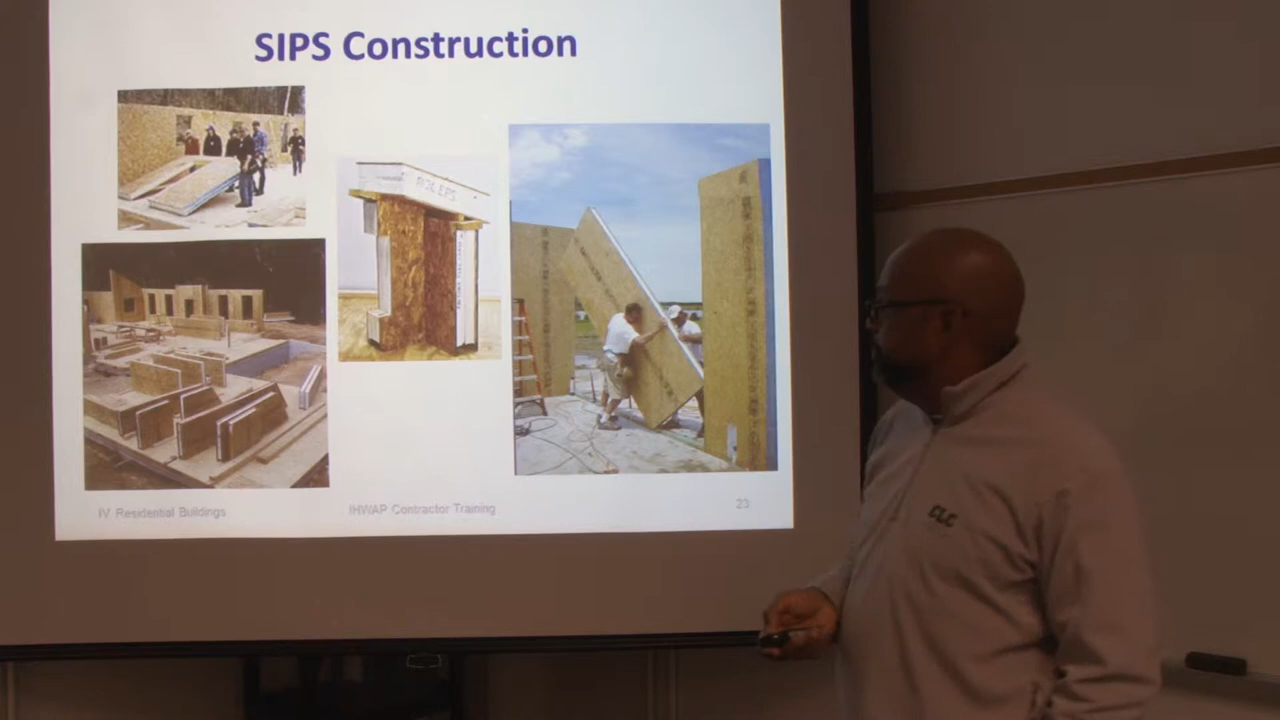 SIPS Construction
IV. Residential Buildings
IHWAP Contractor Training
23
CLC